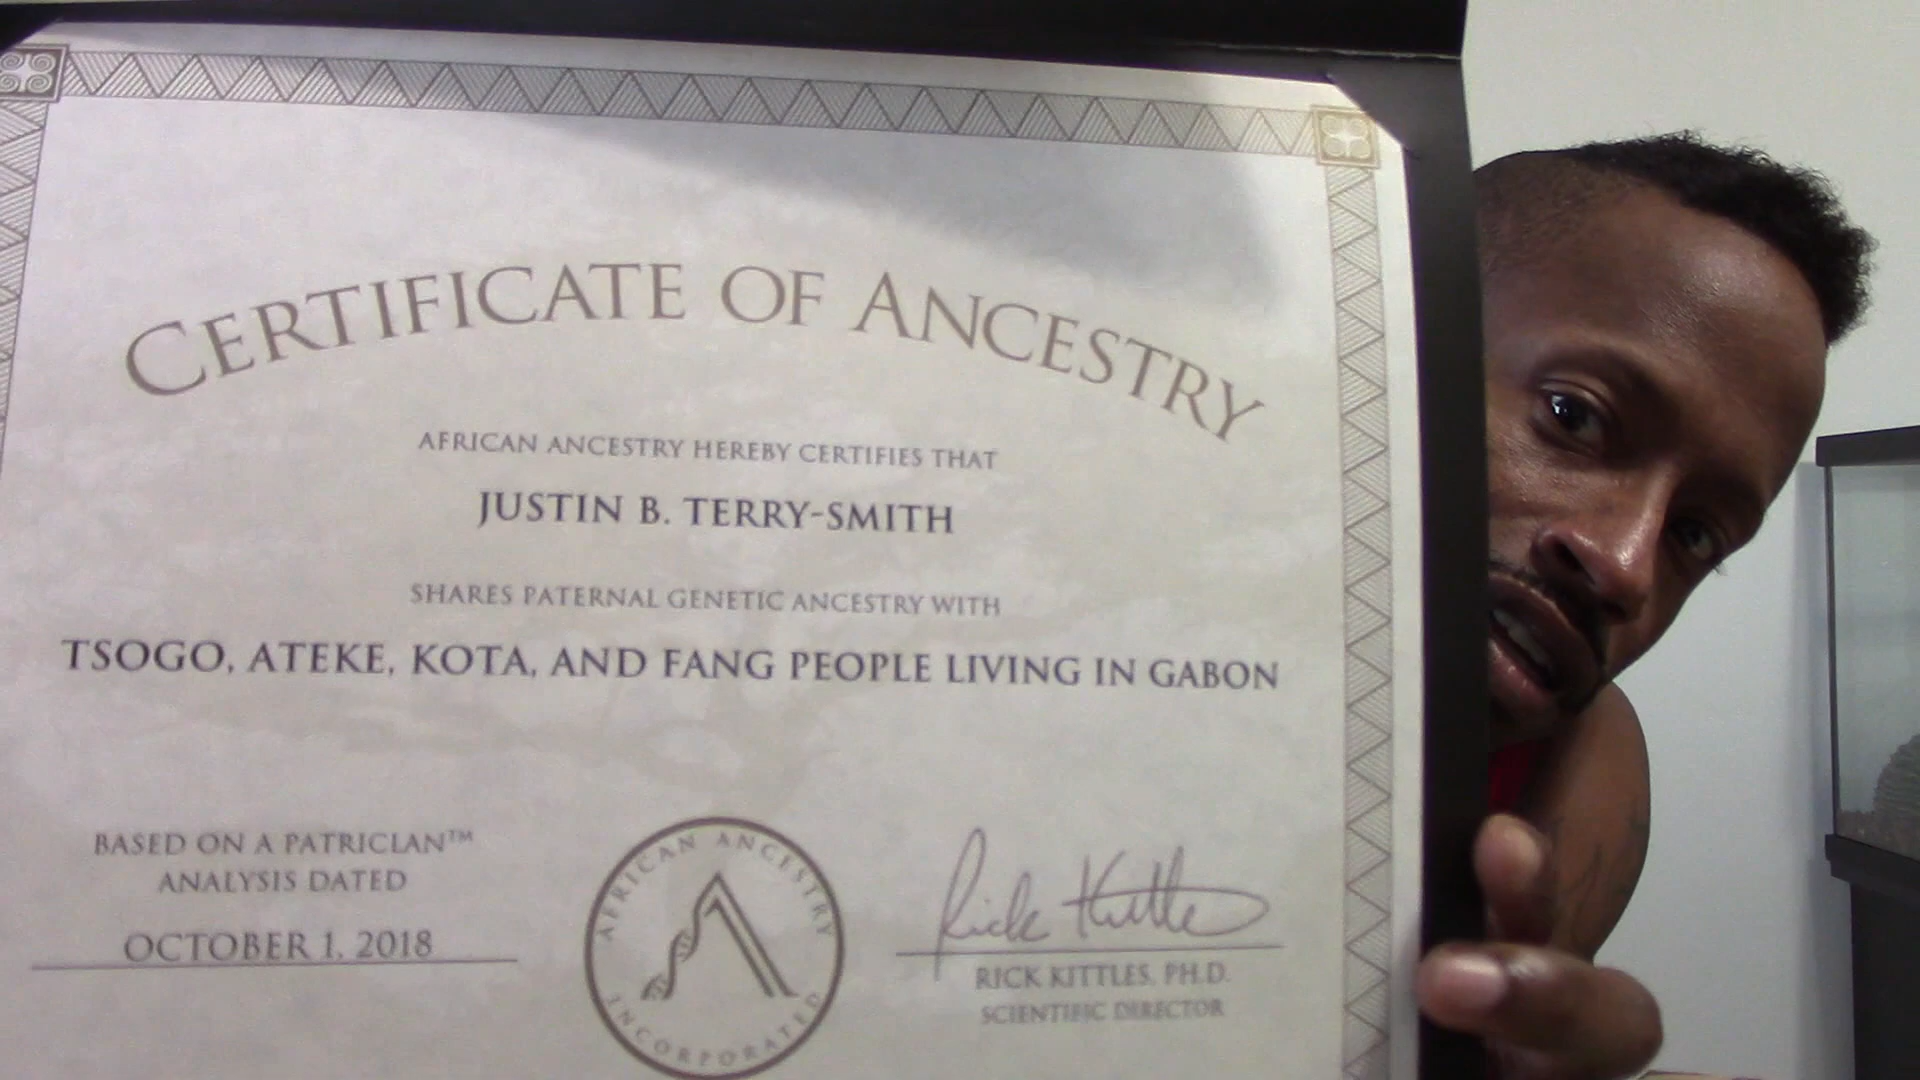 CERTIFICATE OF ANCESTRY
AFRICAN ANCESTRY HEREBY CERTIFIES THAT
JUSTIN B. TERRY-SMITH
SHARES PATERNAL GENETIC ANCESTRY WITH
TSOGO, ATEKE, KOTA, AND FANG PEOPLE LIVING IN GABON
BASED ON A PATRICLAN™
ANALYSIS DATED
OCTOBER 1, 2018
AFRICAN ANCESTRY
INCORPORATED
Rick Kittles
RICK KITTLES, PH.D.
SCIENTIFIC DIRECTOR